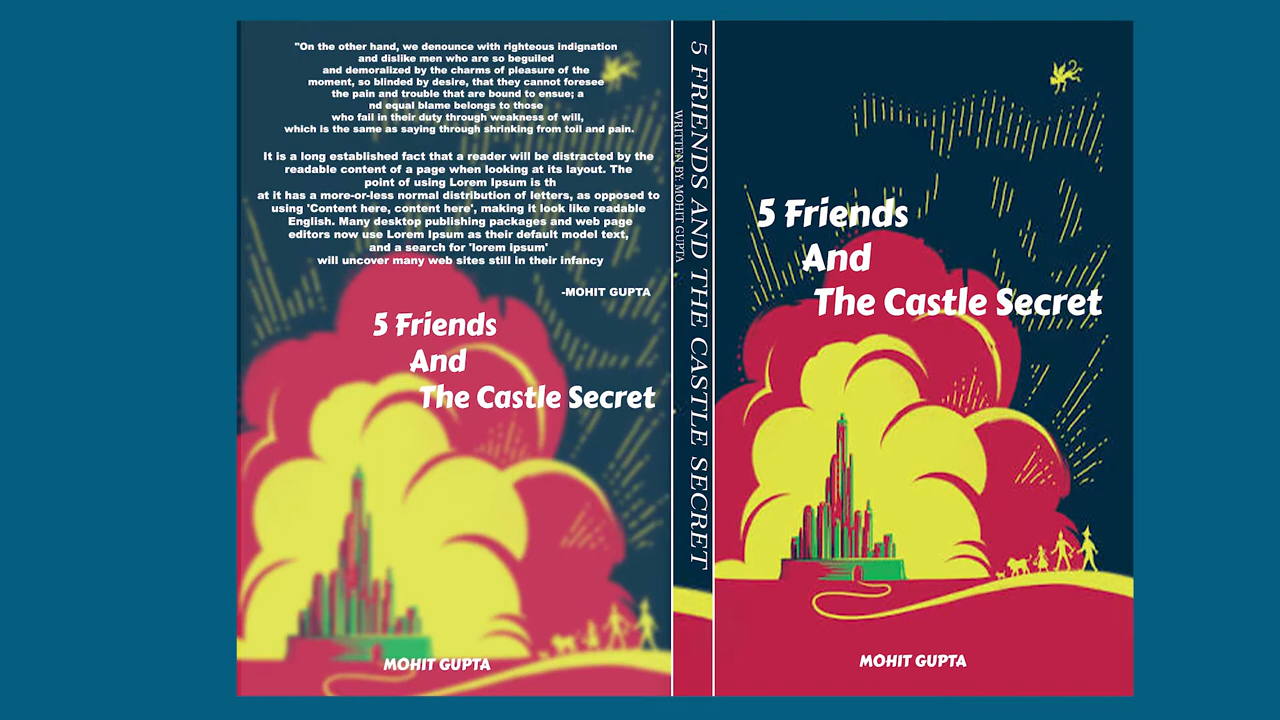 "On the other hand, we denounce with righteous indignation
and dislike men who are so beguiled
and demoralized by the charms of pleasure of the
moment, so blinded by desire, that they cannot foresee
the pain and trouble that are bound to ensue; a
nd equal blame belongs to those
who fail in their duty through weakness of will,
which is the same as saying through shrinking from toil and pain.
It is a long established fact that a reader will be distracted by the
readable content of a page when looking at its layout. The
point of using Lorem Ipsum is th
at it has a more-or-less normal distribution of letters, as opposed to
using 'Content here, content here', making it look like readable
English. Many desktop publishing packages and web page
editors now use Lorem Ipsum as their default model text,
and a search for 'lorem ipsum'
will uncover many web sites still in their infancy
-MOHIT GUPTA
5 Friends
And
The Castle Secret
MOHIT GUPTA
5 FRIENDS AND THE CASTLE SECRET
WRITTEN BY: MOHIT GUPTA
5 Friends
And
The Castle Secret
MOHIT GUPTA